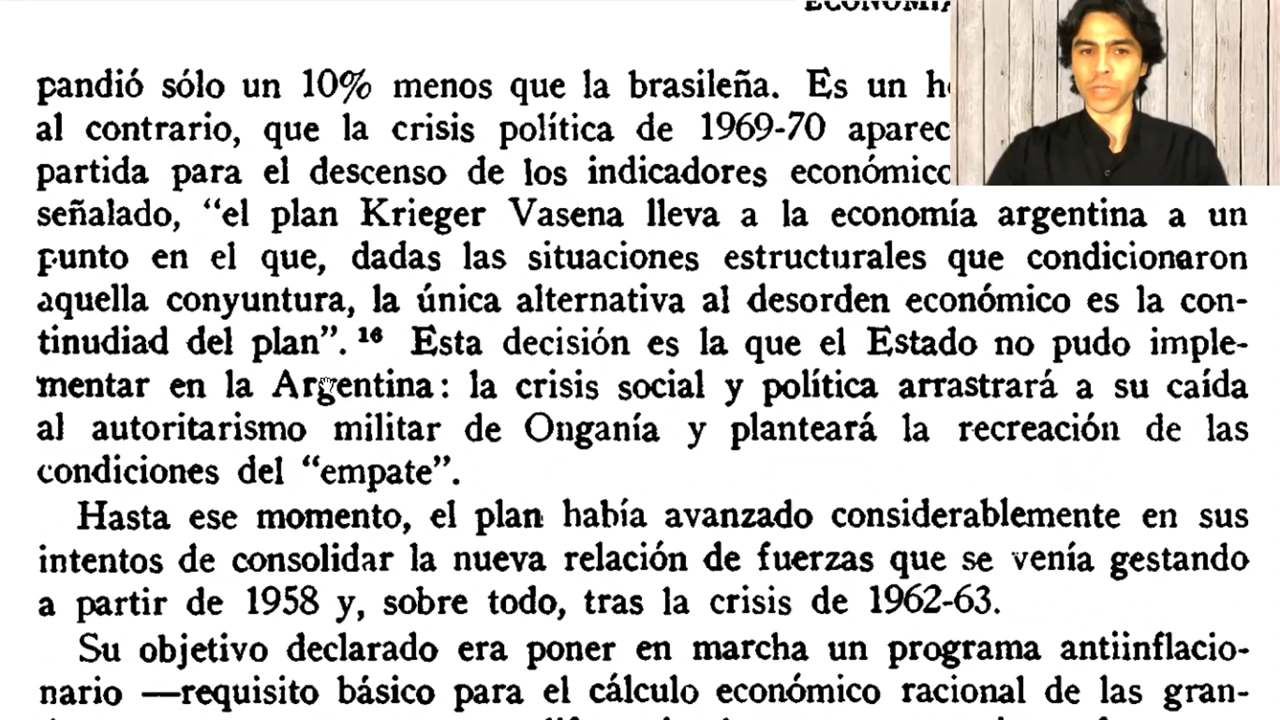 ECONOMÍA
pandió sólo un 10% menos que la brasileña. Es un
al contrario, que la crisis política de 1969-70
partida para el descenso de los indicadores
señalado, “el plan Krieger Vasena lleva a la economía argentina a un
punto en el que, dadas las situaciones estructurales que condicionaron
aquella conyuntura, la única alternativa al desorden económico es la con-
tinudiad del plan”. 16 Esta decisión es la que el Estado no pudo imple-
mentar en la Argentina: la crisis social y política arrastrará a su caída
al autoritarismo militar de Onganía y planteará la recreación de las
condiciones del “empate”.
Hasta ese momento, el plan había avanzado considerablemente en sus
intentos de consolidar la nueva relación de fuerzas que se venía gestando
a partir de 1958 y, sobre todo, tras la crisis de 1962-63.
Su objetivo declarado era poner en marcha un programa antiinflacio-
nario —requisito básico para el cálculo económico racional de las gran-